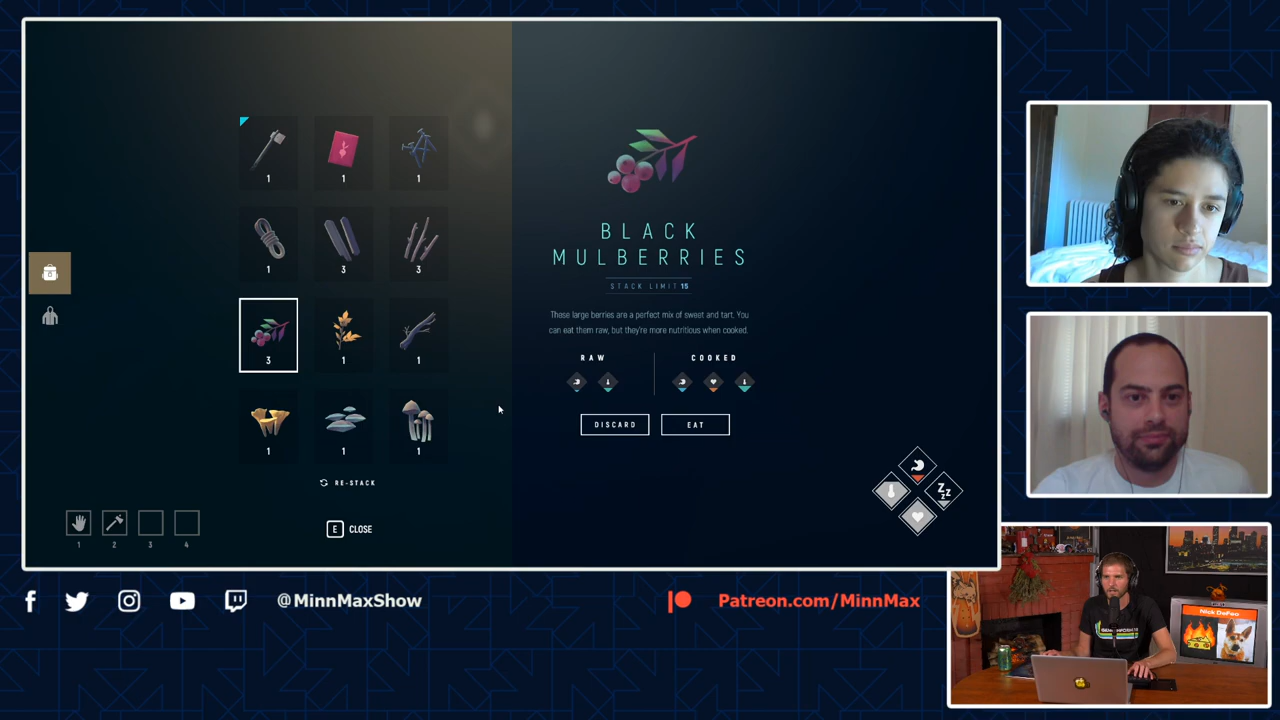 1
1
1
1
3
3
3
1
1
1
1
1
RE-STACK
E CLOSE
1
2
3
4
BLACK
MULBERRIES
STACK LIMIT 15
These large berries are a perfect mix of sweet and tart. You
can eat them raw, but they're more nutritious when cooked.
RAW
COOKED
DISCARD
EAT
Z Z Z
@MinnMaxShow
Patreon.com/MinnMax
Nick DeFeo